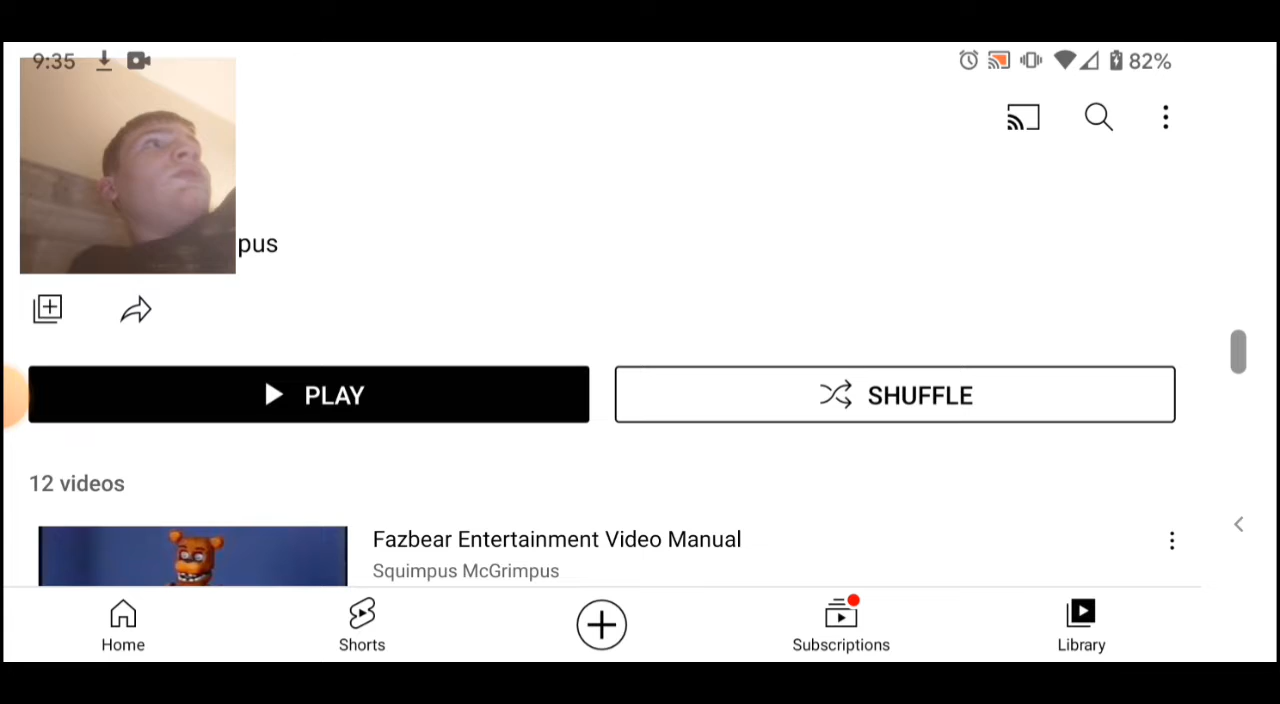 9:35
82%
pus
PLAY
SHUFFLE
12 videos
Fazbear Entertainment Video Manual
Squimpus McGrimpus
Home
Shorts
Subscriptions
Library